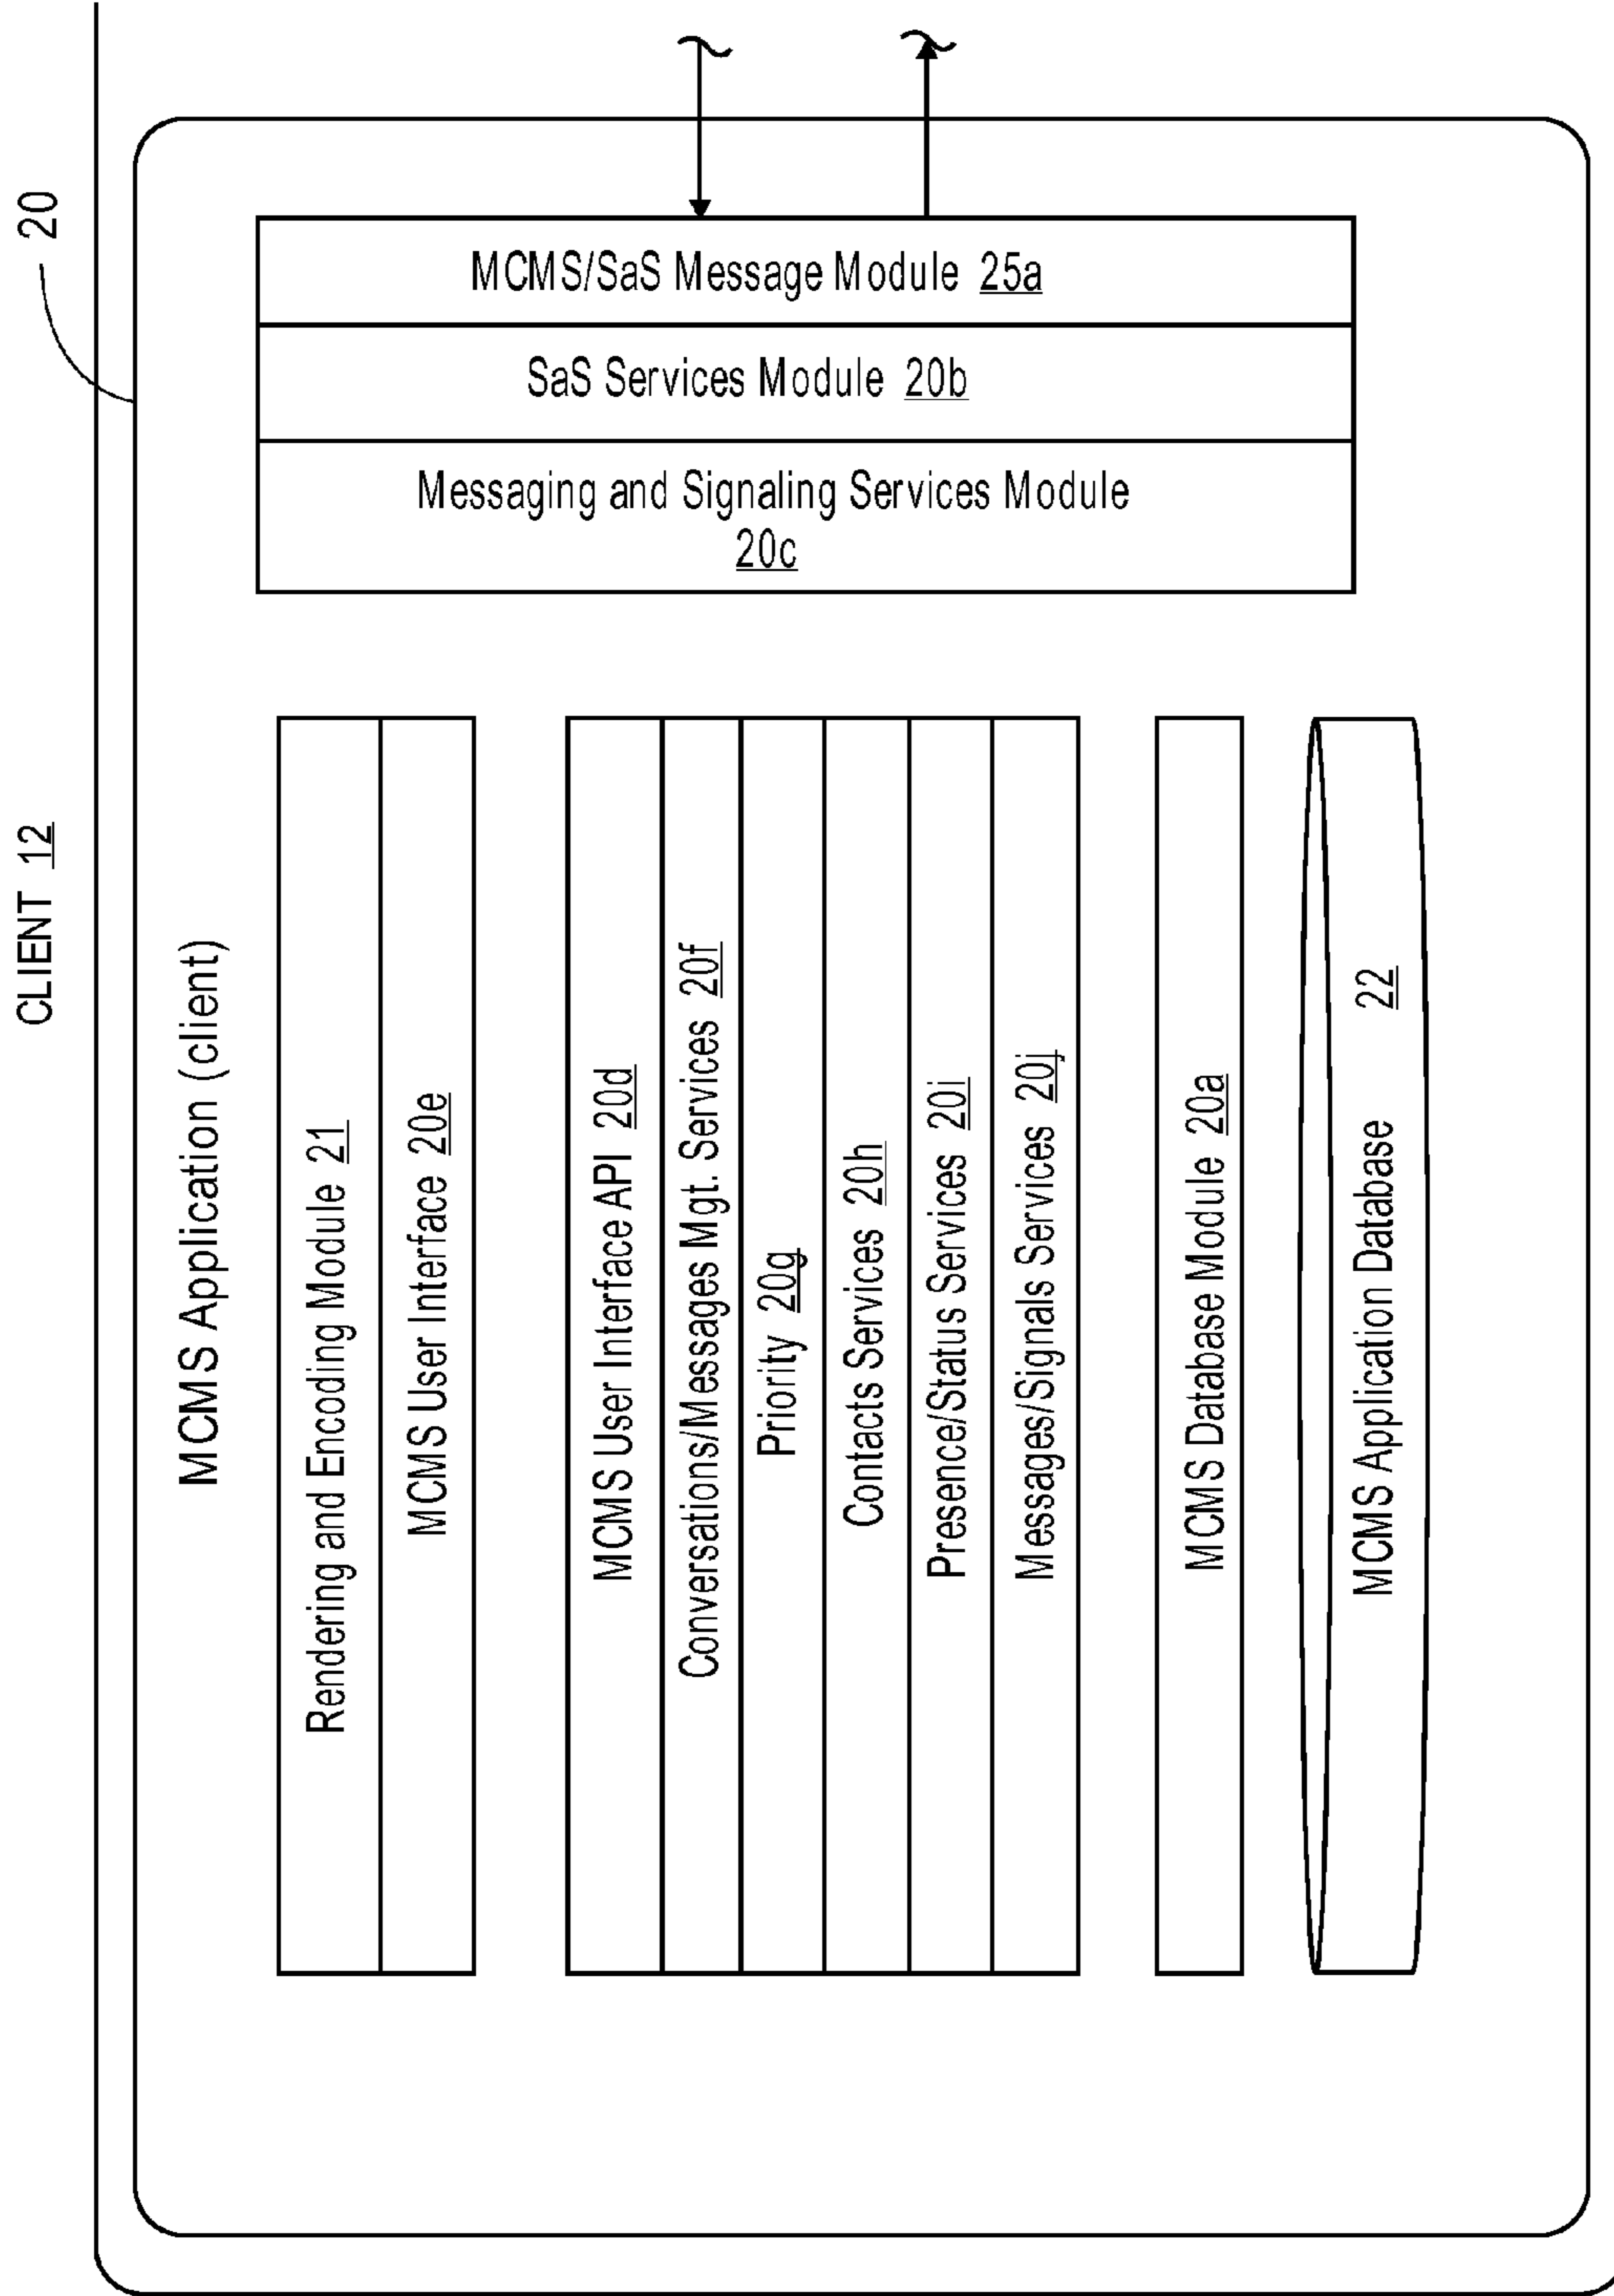 CLIENT 12
20
MCMS Application (client)
Rendering and Encoding Module 21
MCMS User Interface 20e
MCMS User Interface API 20d
Conversations/Messages Mgt. Services 20f
Priority 20g
Contacts Services 20h
Presence/Status Services 20i
Messages/Signals Services 20j
MCMS Database Module 20a
MCMS Application Database 22
MCMS/SaS Message Module 25a
SaS Services Module 20b
Messaging and Signaling Services Module
20c